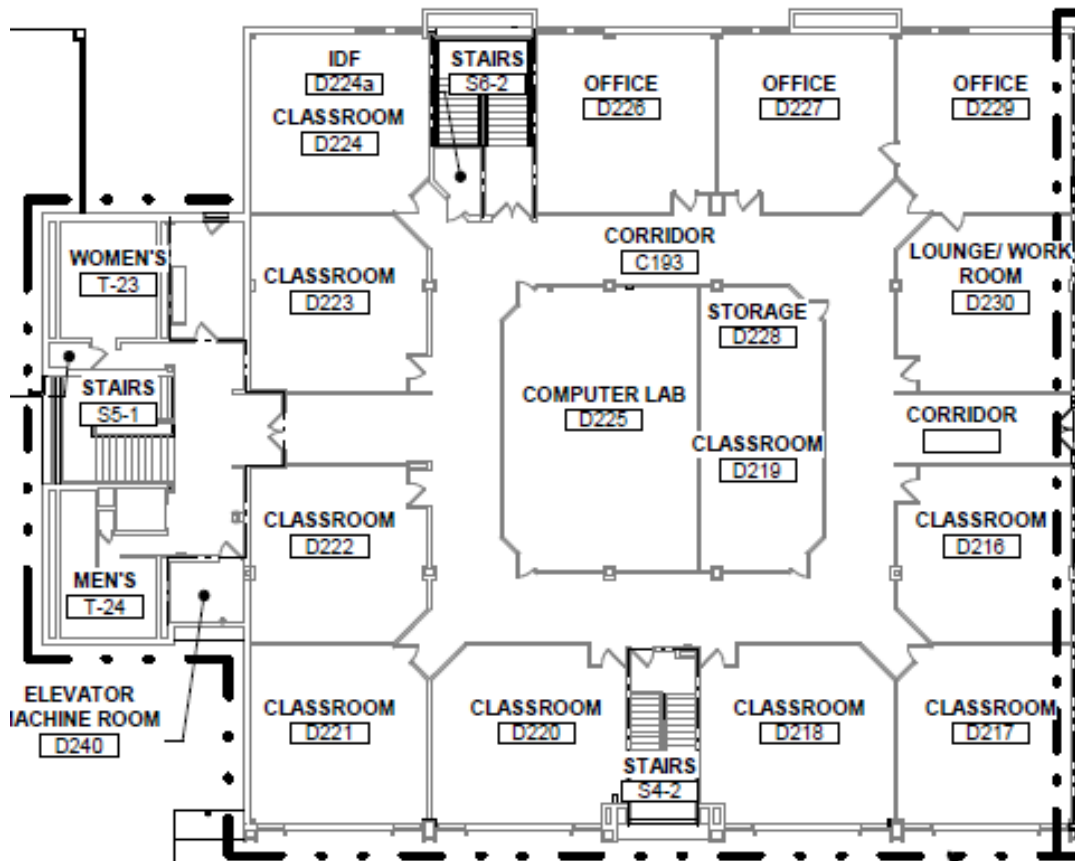 IDF
D224a
CLASSROOM
D224
STAIRS
S6-2
OFFICE
D226
OFFICE
D227
OFFICE
D229
WOMEN'S
T-23
CLASSROOM
D223
CORRIDOR
C193
LOUNGE/ WORK
ROOM
D230
STORAGE
D228
STAIRS
S5-1
COMPUTER LAB
D225
CLASSROOM
D219
CORRIDOR
CLASSROOM
D222
CLASSROOM
D216
MEN'S
T-24
ELEVATOR
MACHINE ROOM
D240
CLASSROOM
D221
CLASSROOM
D220
STAIRS
S4-2
CLASSROOM
D218
CLASSROOM
D217